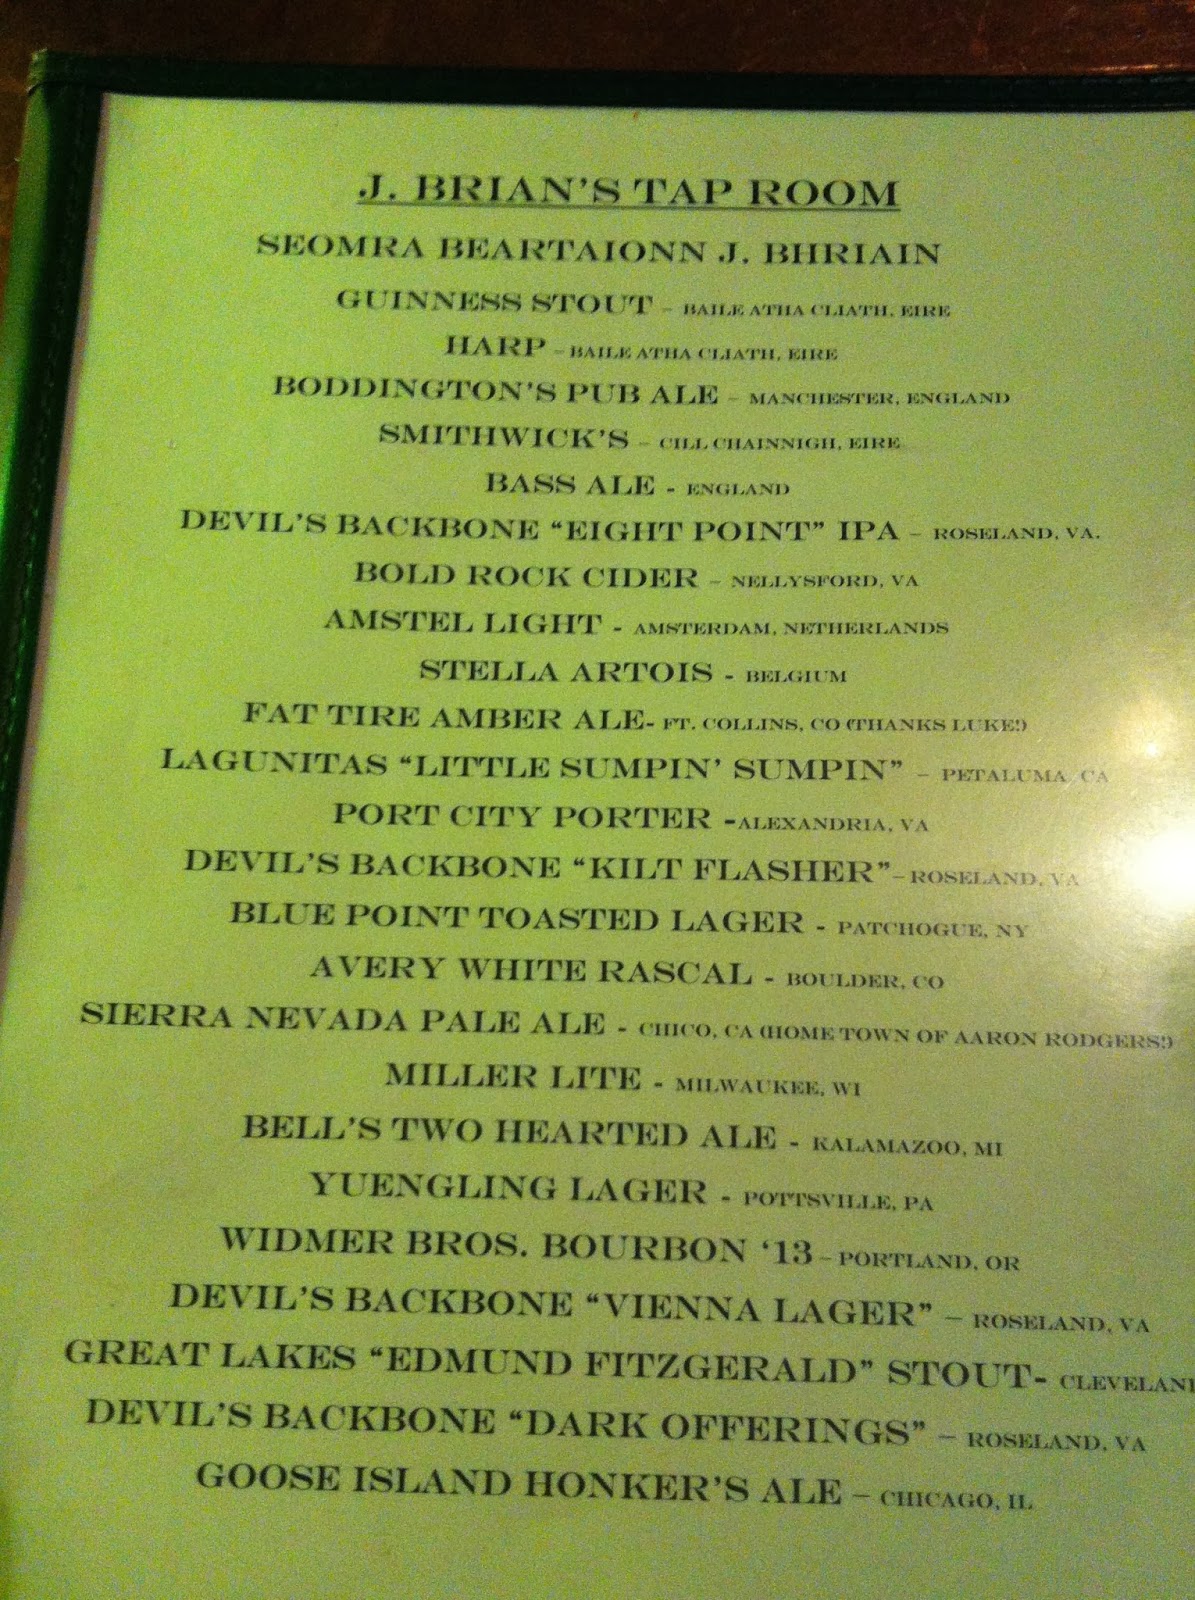 J. BRIAN'S TAP ROOM
SEOMRA BEARTAIONN J. BHRIAIN
GUINNESS STOUT – BAILE ATHA CLIATH, EIRE
HARP – BAILE ATHA CLIATH, EIRE
BODDINGTON'S PUB ALE – MANCHESTER, ENGLAND
SMITHWICK'S – CILL CHAINNIGH, EIRE
BASS ALE - ENGLAND
DEVIL'S BACKBONE “EIGHT POINT” IPA – ROSELAND, VA.
BOLD ROCK CIDER – NELLYSFORD, VA
AMSTEL LIGHT - AMSTERDAM, NETHERLANDS
STELLA ARTOIS - BELGIUM
FAT TIRE AMBER ALE- FT. COLLINS, CO (THANKS LUKE!)
LAGUNITAS “LITTLE SUMPIN' SUMPIN” – PETALUMA, CA
PORT CITY PORTER -ALEXANDRIA, VA
DEVIL'S BACKBONE “KILT FLASHER”– ROSELAND, VA
BLUE POINT TOASTED LAGER - PATCHOGUE, NY
AVERY WHITE RASCAL - BOULDER, CO
SIERRA NEVADA PALE ALE - CHICO, CA (HOME TOWN OF AARON RODGERS!)
MILLER LITE - MILWAUKEE, WI
BELL'S TWO HEARTED ALE - KALAMAZOO, MI
YUENGLING LAGER - POTTSVILLE, PA
WIDMER BROS. BOURBON '13 – PORTLAND, OR
DEVIL'S BACKBONE “VIENNA LAGER” – ROSELAND, VA
GREAT LAKES “EDMUND FITZGERALD” STOUT-
DEVIL'S BACKBONE “DARK OFFERINGS” – ROSELAND, VA
GOOSE ISLAND HONKER'S ALE – CHICAGO, IL